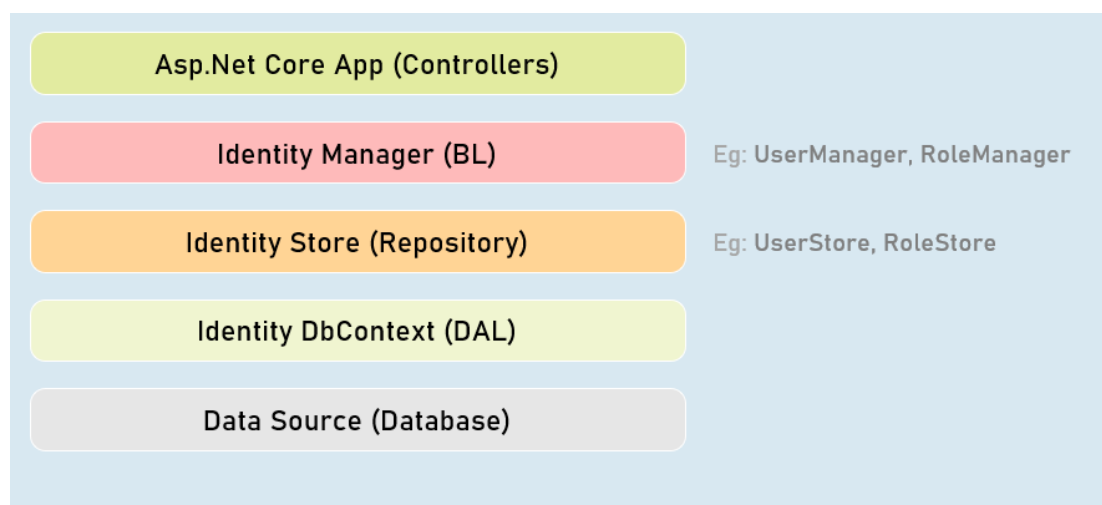 Asp.Net Core App (Controllers)
Identity Manager (BL)
Eg: UserManager, RoleManager
Identity Store (Repository)
Eg: UserStore, RoleStore
Identity DbContext (DAL)
Data Source (Database)